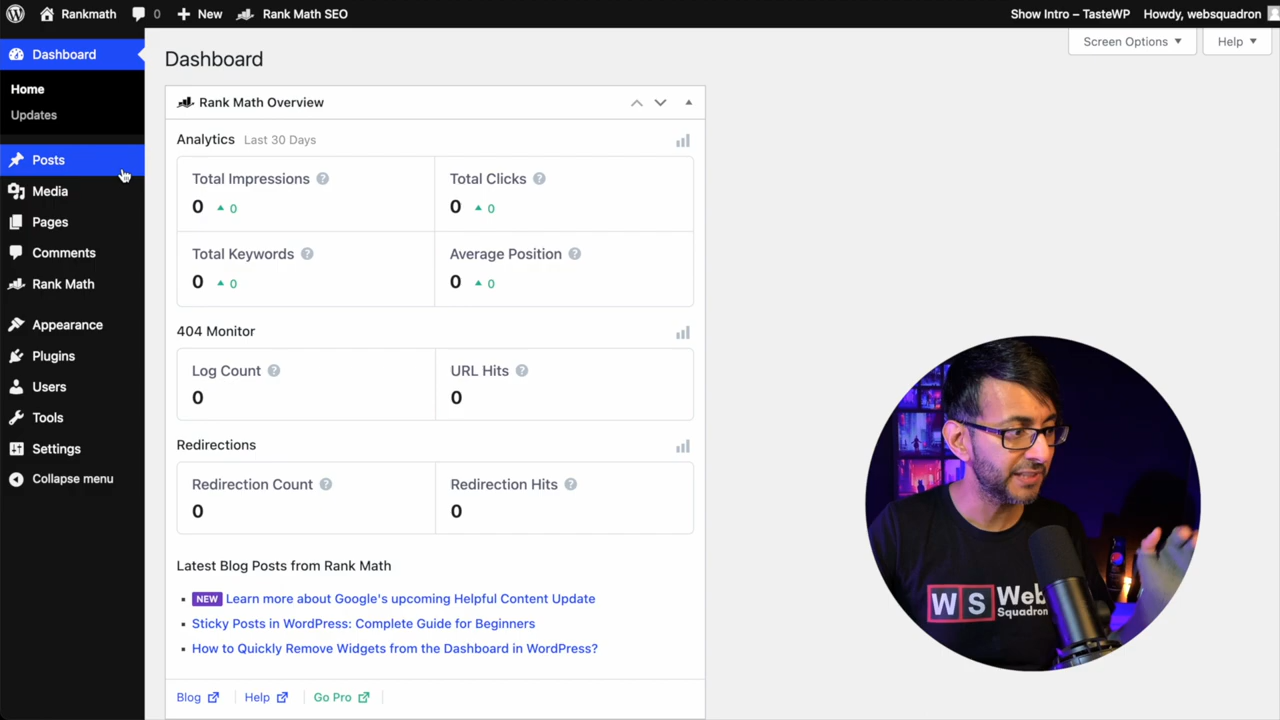 Rankmath 0 New Rank Math SEO Show Intro – TasteWP Howdy, websquadron
Screen Options Help
Dashboard
Home
Updates
Posts
Media
Pages
Comments
Rank Math
Appearance
Plugins
Users
Tools
Settings
Collapse menu
Dashboard
Rank Math Overview
Analytics Last 30 Days
Total Impressions ?
0 0
Total Clicks ?
0 0
Total Keywords ?
0 0
Average Position ?
0 0
404 Monitor
Log Count ?
0
URL Hits ?
0
Redirections
Redirection Count ?
0
Redirection Hits ?
0
Latest Blog Posts from Rank Math
NEW Learn more about Google's upcoming Helpful Content Update
Sticky Posts in WordPress: Complete Guide for Beginners
How to Quickly Remove Widgets from the Dashboard in WordPress?
Blog Help Go Pro
WS Web
Squadron